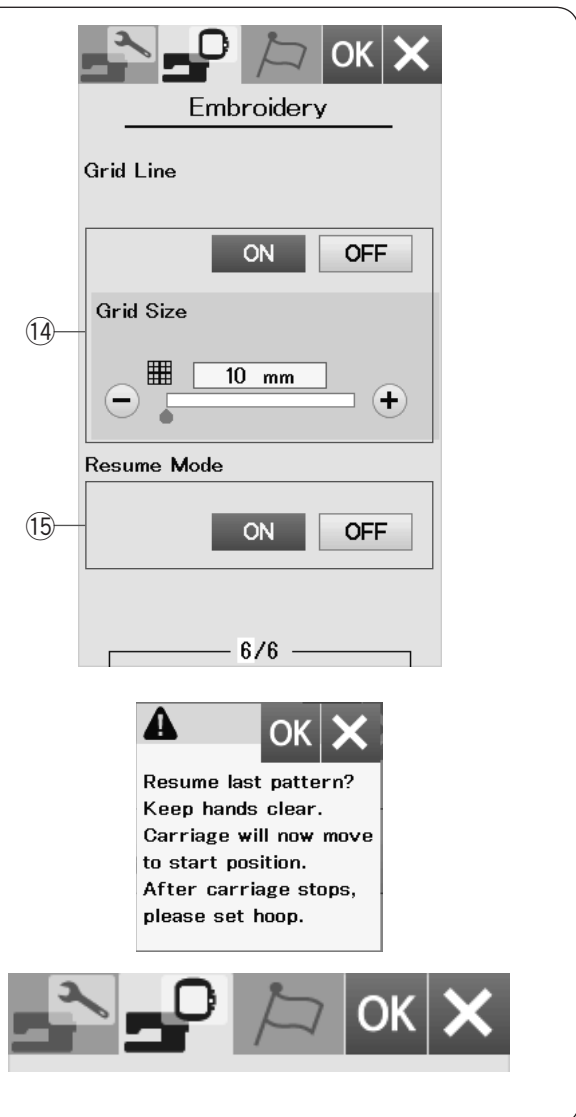 OK
Embroidery
Grid Line
ON OFF
Grid Size
⑭
10 mm
Resume Mode
⑮
ON OFF
6/6
OK
Resume last pattern?
Keep hands clear.
Carriage will now move
to start position.
After carriage stops,
please set hoop.
OK